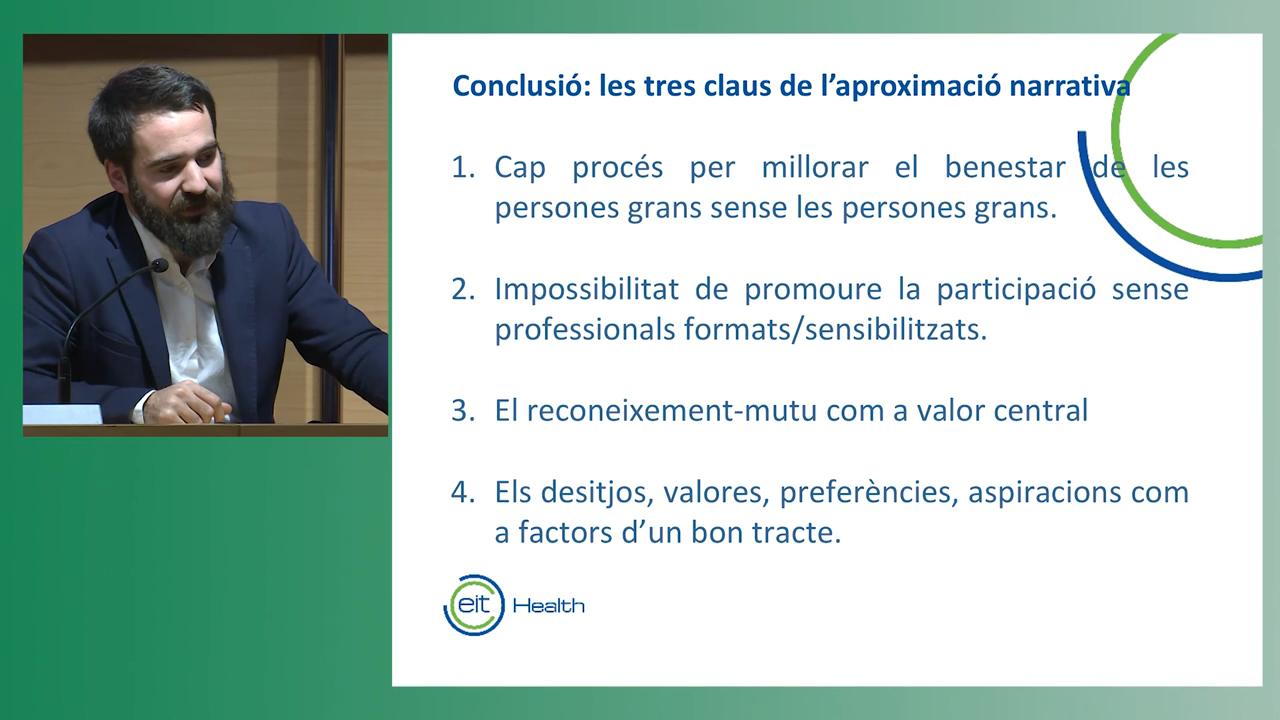 Conclusió: les tres claus de l’aproximació narrativa
1. Cap procés per millorar el benestar de les
persones grans sense les persones grans.
2. Impossibilitat de promoure la participació sense
professionals formats/sensibilitzats.
3. El reconeixement-mutu com a valor central
4. Els desitjos, valores, preferències, aspiracions com
a factors d’un bon tracte.
eit Health